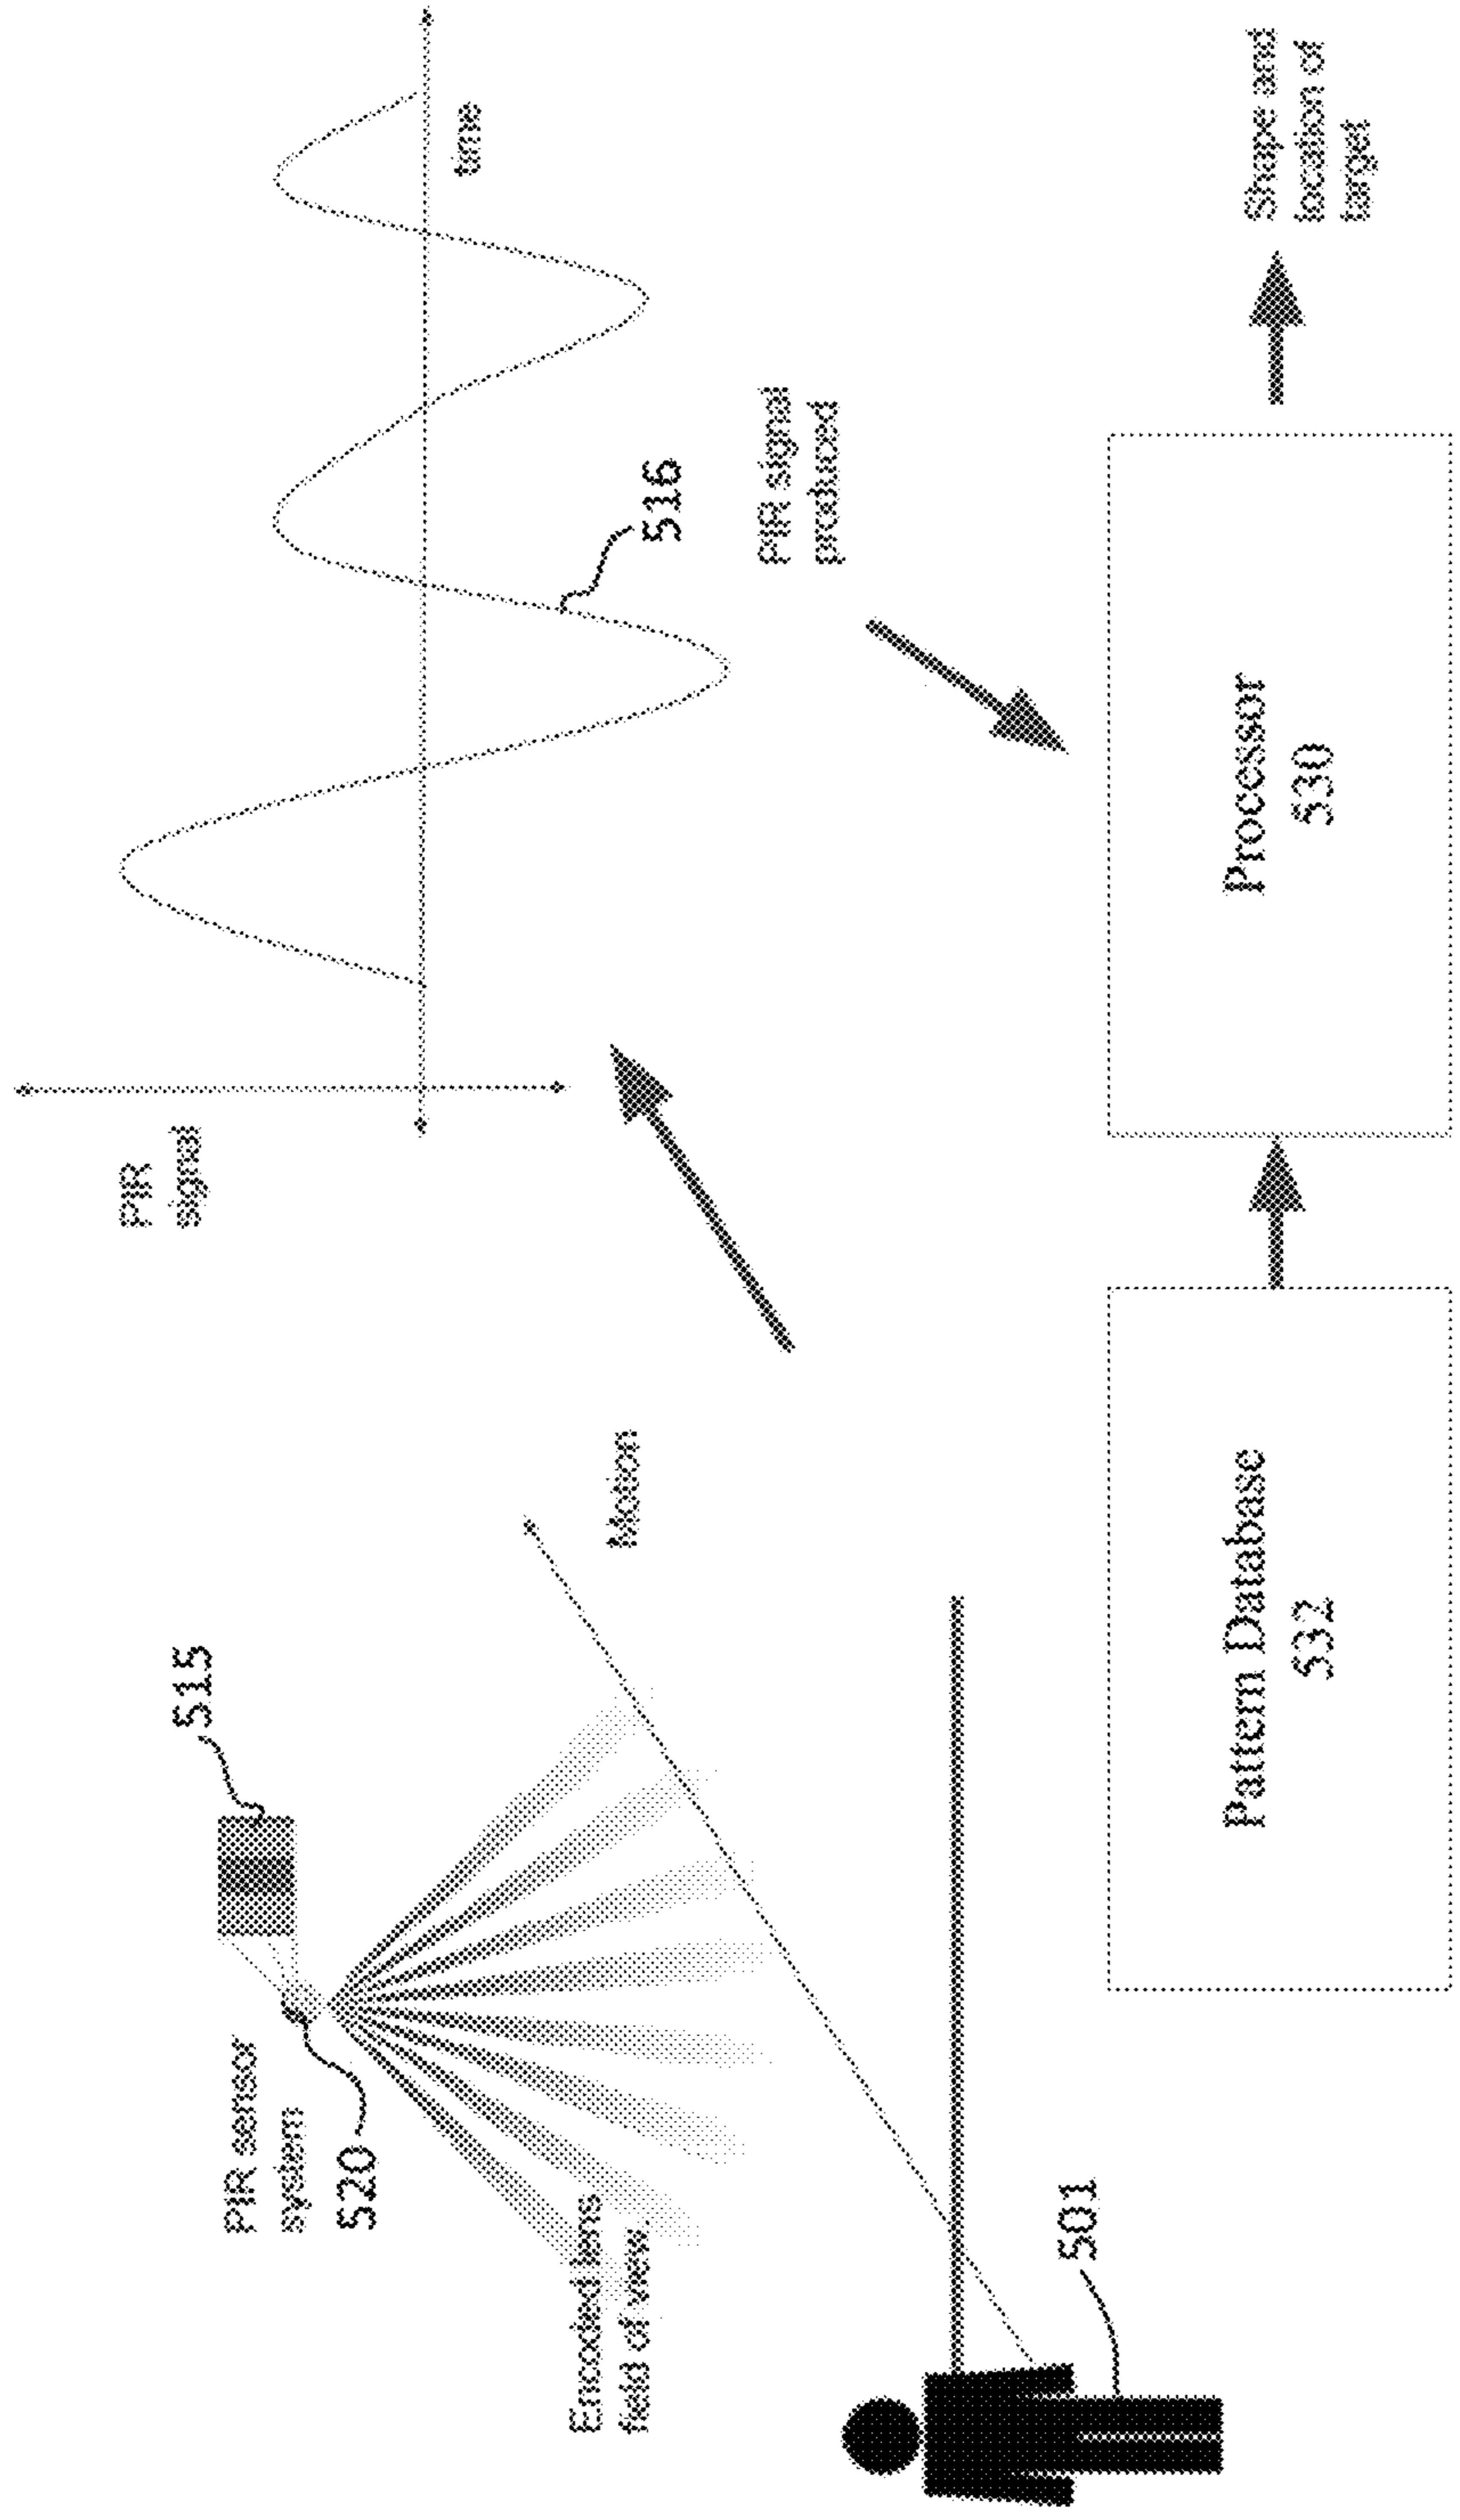 PIR sensor
system
520
515
Encoded lens
field of view
Motion
501
PIR
signal
time
516
PIR signal
produced
Pattern Database
532
Processor
530
Shape and
location of
target